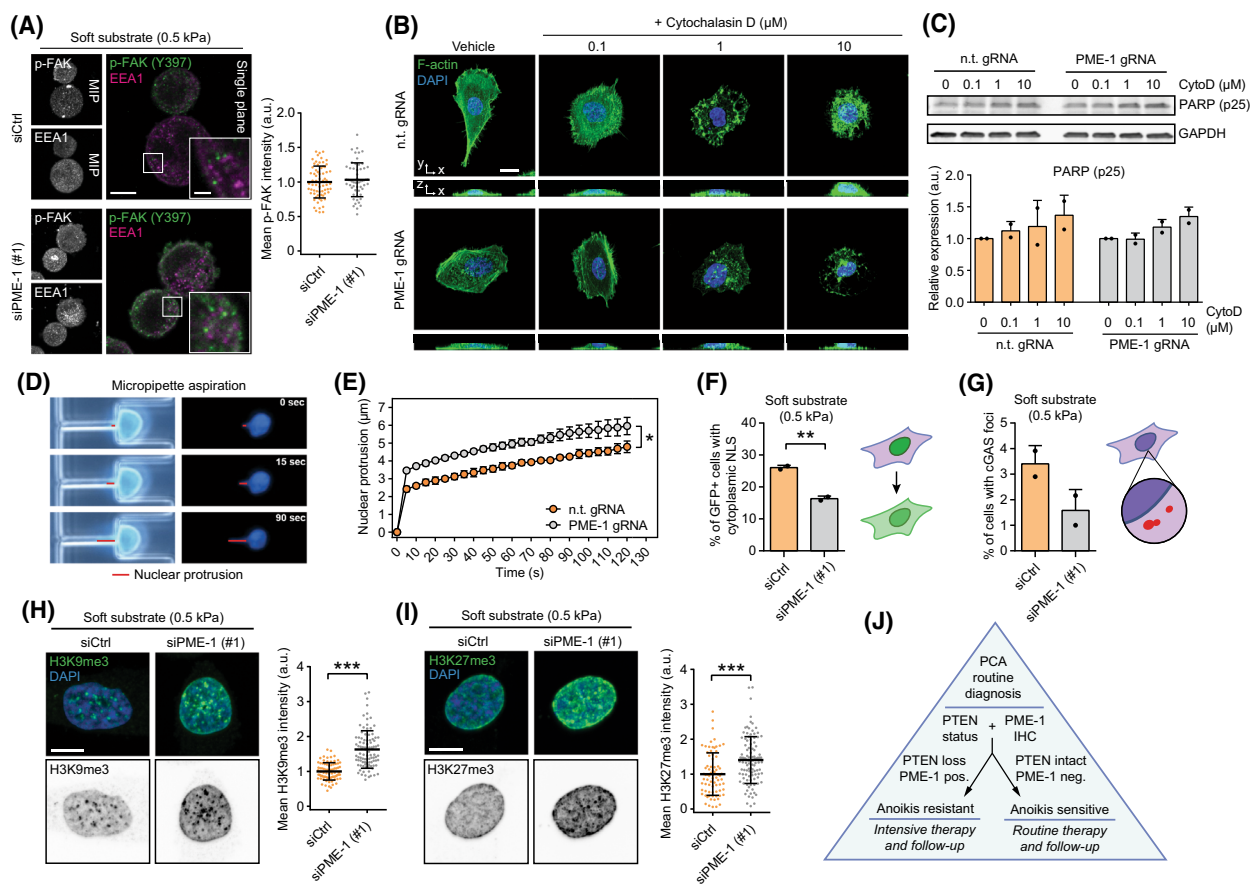 (A)
Soft substrate (0.5 kPa)
siCtrl
p-FAK
MIP
EEA1
MIP
p-FAK (Y397)
EEA1
Single plane
siPME-1 (#1)
p-FAK
EEA1
p-FAK (Y397)
EEA1
Mean p-FAK intensity (a.u.)
2.0
1.5
1.0
0.5
0
siCtrl
siPME-1 (#1)
(B)
+ Cytochalasin D (µM)
Vehicle
0.1
1
10
F-actin
DAPI
n.t. gRNA
y
x
z
x
PME-1 gRNA
(C)
n.t. gRNA
PME-1 gRNA
0 0.1 1 10
0 0.1 1 10
CytoD (µM)
PARP (p25)
GAPDH
PARP (p25)
Relative expression (a.u.)
2.0
1.5
1.0
0.5
0
0 0.1 1 10
0 0.1 1 10
CytoD (µM)
n.t. gRNA
PME-1 gRNA
(D)
Micropipette aspiration
0 sec
15 sec
90 sec
Nuclear protrusion
(E)
Nuclear protrusion (µm)
8
7
6
5
4
3
2
1
0
*
n.t. gRNA
PME-1 gRNA
0 10 20 30 40 50 60 70 80 90 100 110 120 130
Time (s)
(F)
Soft substrate
(0.5 kPa)
% of GFP+ cells with
cytoplasmic NLS
40
30
20
10
0
**
siCtrl
siPME-1 (#1)
(G)
Soft substrate
(0.5 kPa)
% of cells with cGAS foci
5
4
3
2
1
0
siCtrl
siPME-1 (#1)
(H)
Soft substrate (0.5 kPa)
siCtrl
siPME-1 (#1)
H3K9me3
DAPI
H3K9me3
Mean H3K9me3 intensity (a.u.)
4
3
2
1
0
***
siCtrl
siPME-1 (#1)
(I)
Soft substrate (0.5 kPa)
siCtrl
siPME-1 (#1)
H3K27me3
DAPI
H3K27me3
Mean H3K27me3 intensity (a.u.)
4
3
2
1
0
***
siCtrl
siPME-1 (#1)
(J)
PCA
routine
diagnosis
PTEN
status
+
PME-1
IHC
PTEN loss
PME-1 pos.
PTEN intact
PME-1 neg.
Anoikis resistant
Anoikis sensitive
Intensive therapy
and follow-up
Routine therapy
and follow-up